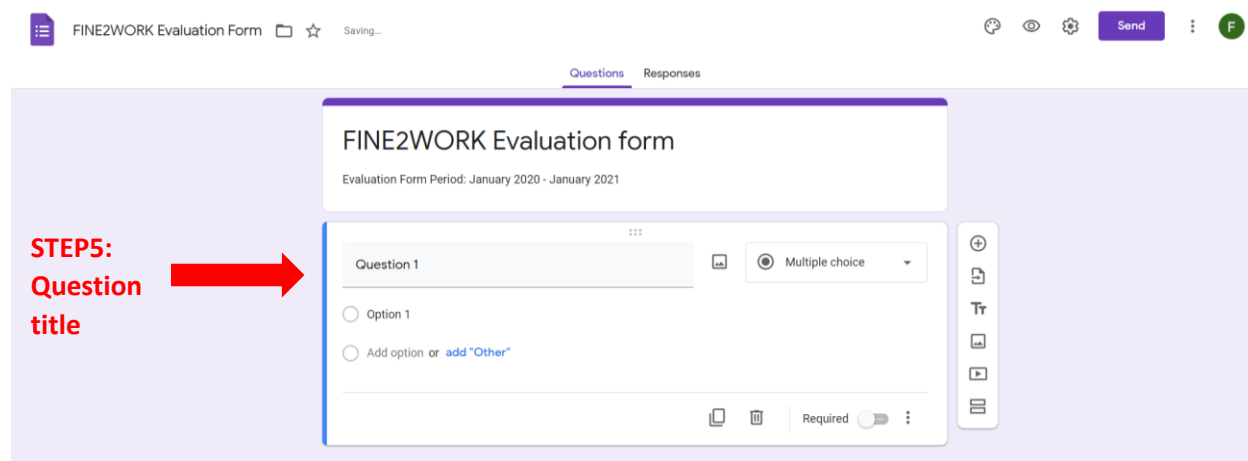 FINE2WORK Evaluation Form Saving... Send F
Questions Responses
FINE2WORK Evaluation form
Evaluation Form Period: January 2020 - January 2021
STEP5:
Question
title
Question 1 Multiple choice
Option 1
Add option or add "Other"
Tт
Required